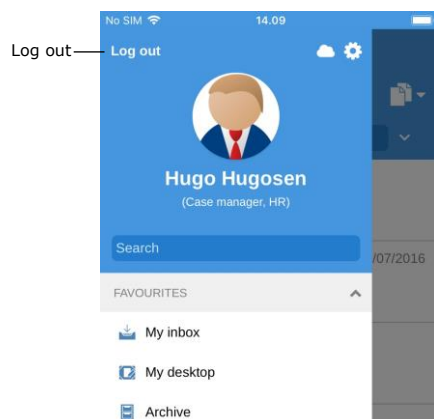 No SIM 14.09
Log out Log out
Hugo Hugosen
(Case manager, HR)
Search
/07/2016
FAVOURITES
My inbox
My desktop
Archive